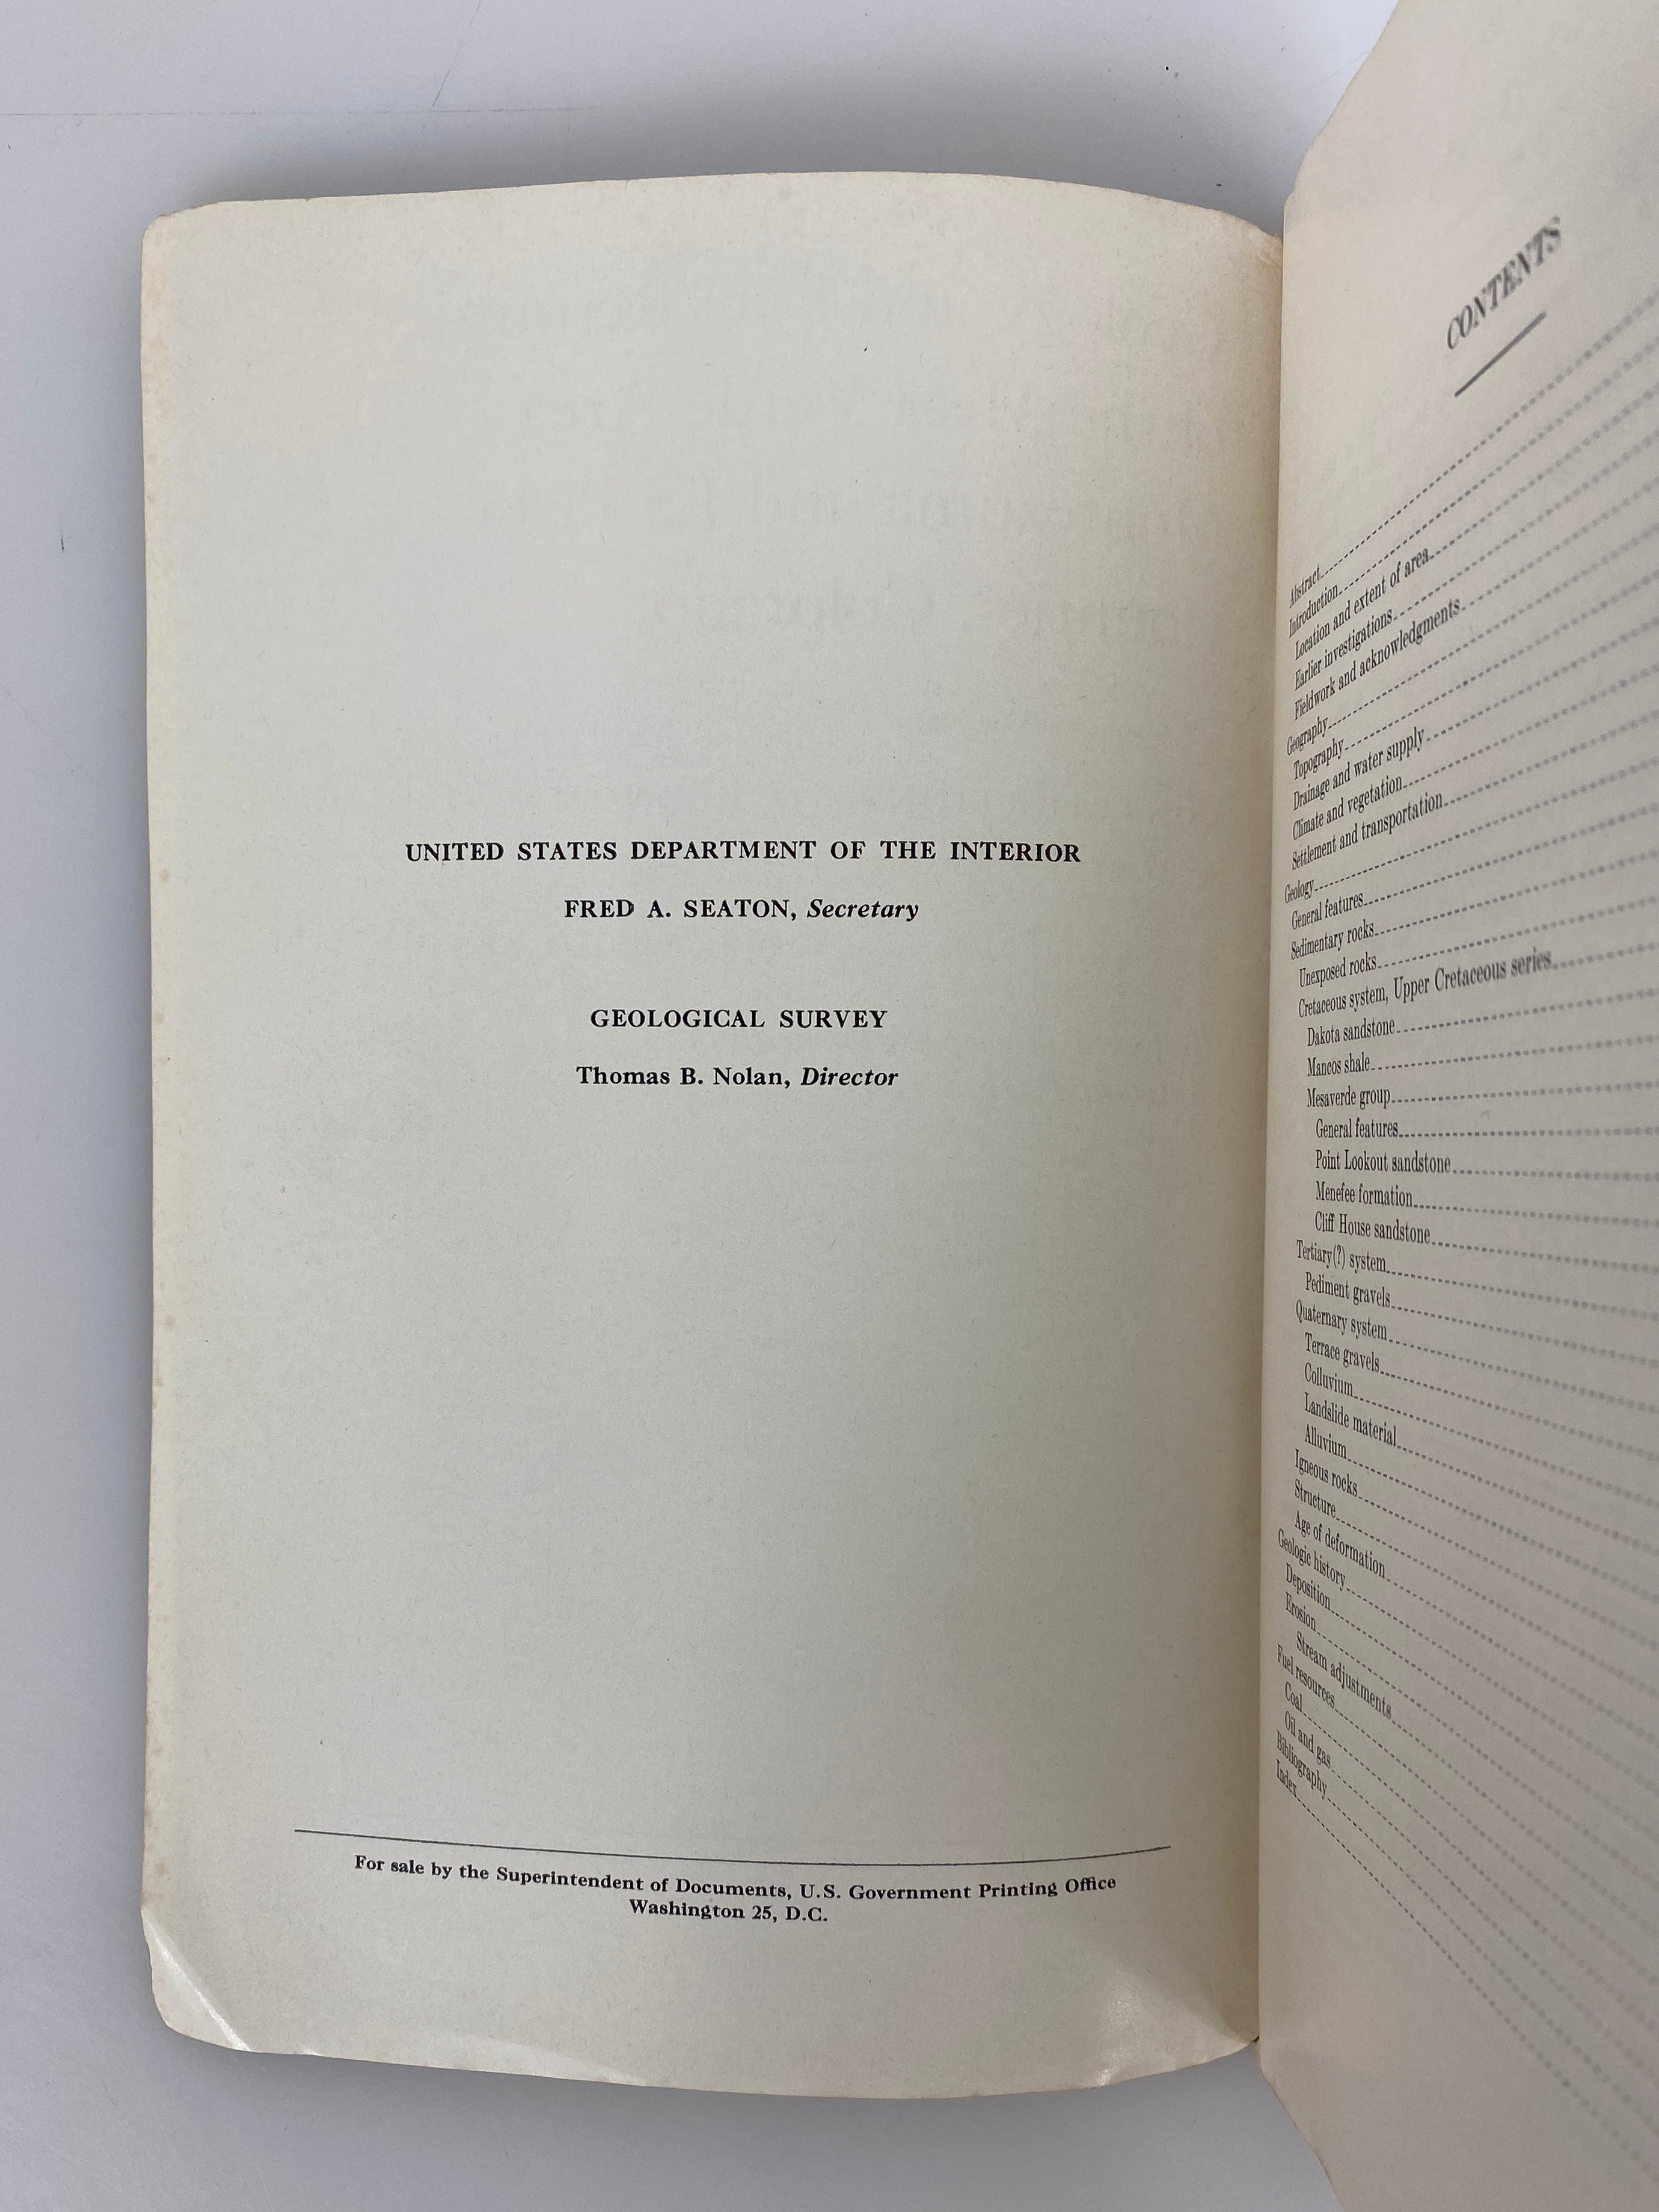 UNITED STATES DEPARTMENT OF THE INTERIOR
FRED A. SEATON, Secretary
GEOLOGICAL SURVEY
Thomas B. Nolan, Director
For sale by the Superintendent of Documents, U.S. Government Printing Office
Washington 25, D.C.
CONTENTS
Abstract
Introduction
Location and extent of area
Earlier investigations
Fieldwork and acknowledgments
Geography
Topography
Drainage and water supply
Climate and vegetation
Settlement and transportation
Geology
General features
Sedimentary rocks
Unexposed rocks
Cretaceous system, Upper Cretaceous series
Dakota sandstone
Mancos shale
Mesaverde group
General features
Point Lookout sandstone
Menefee formation
Cliff House sandstone
Tertiary(?) system
Pediment gravels
Quaternary system
Terrace gravels
Colluvium
Landslide material
Alluvium
Igneous rocks
Structure
Age of deformation
Geologic history
Deposition
Erosion
Stream adjustments
Fuel resources
Coal
Oil and gas
Bibliography
Index